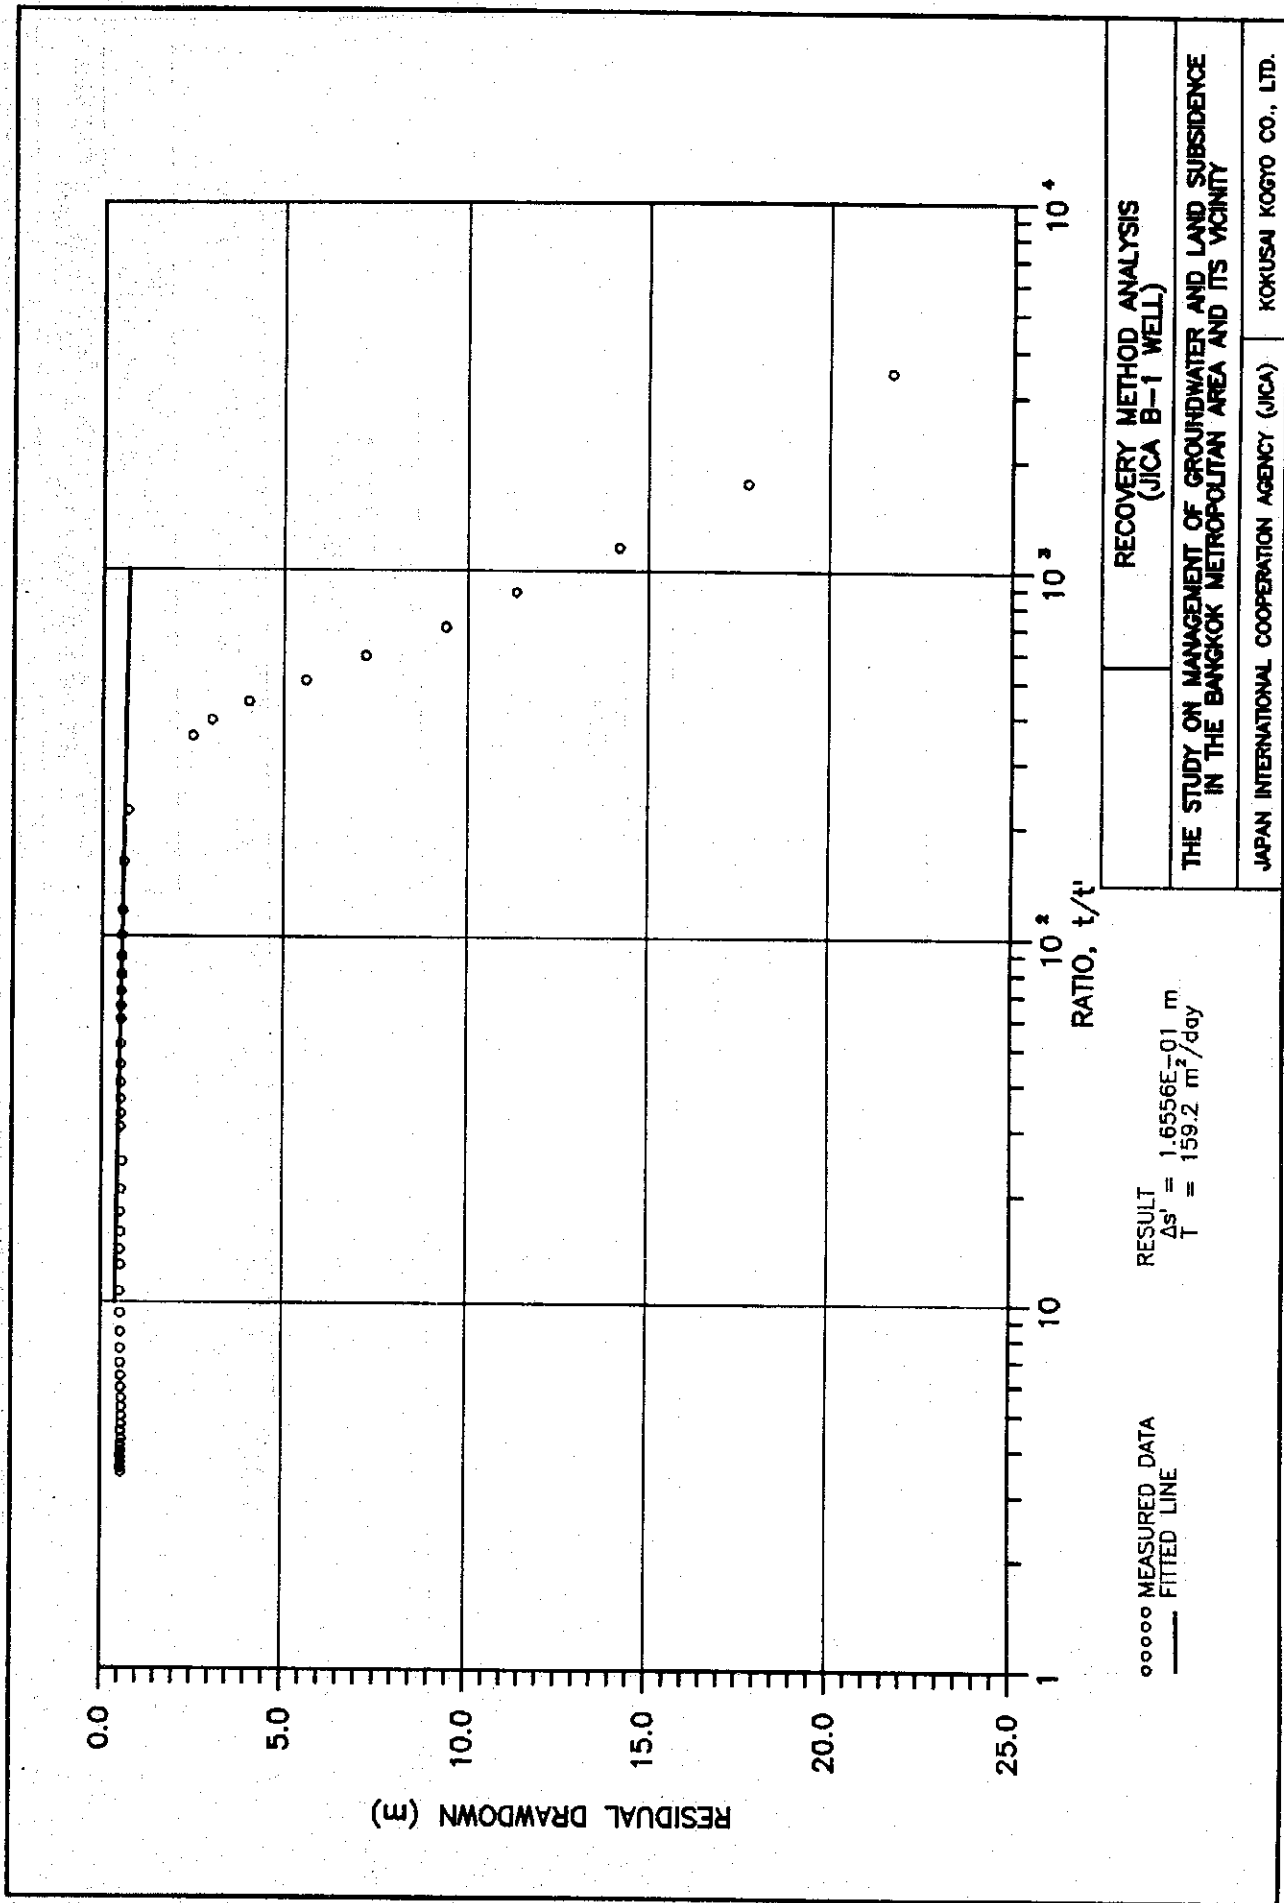 RESIDUAL DRAWDOWN (m)
0.0
5.0
10.0
15.0
20.0
25.0
1
10
10²
10³
10⁴
RATIO, t/t'
ooooo MEASURED DATA
—— FITTED LINE
RESULT
Δs' = 1.6556E-01 m
T = 159.2 m²/day
RECOVERY METHOD ANALYSIS
(JICA B-1 WELL)
THE STUDY ON MANAGEMENT OF GROUNDWATER AND LAND SUBSIDENCE
IN THE BANGKOK METROPOLITAN AREA AND ITS VICINITY
JAPAN INTERNATIONAL COOPERATION AGENCY (JICA)
KOKUSAI KOGYO CO., LTD.